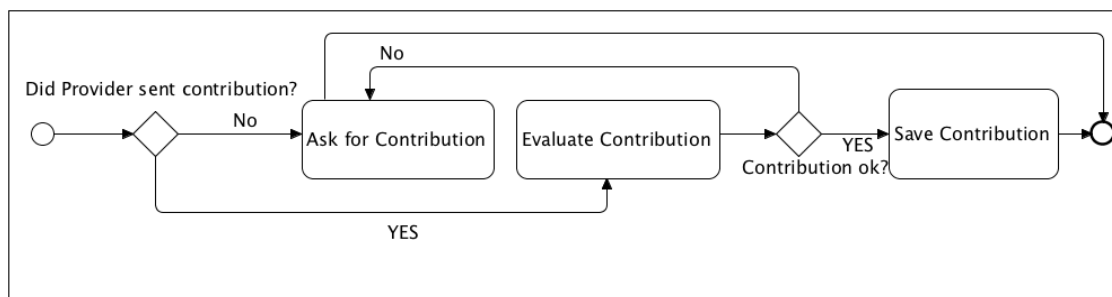 No
Did Provider sent contribution?
No
Ask for Contribution
Evaluate Contribution
YES
Contribution ok?
Save Contribution
YES